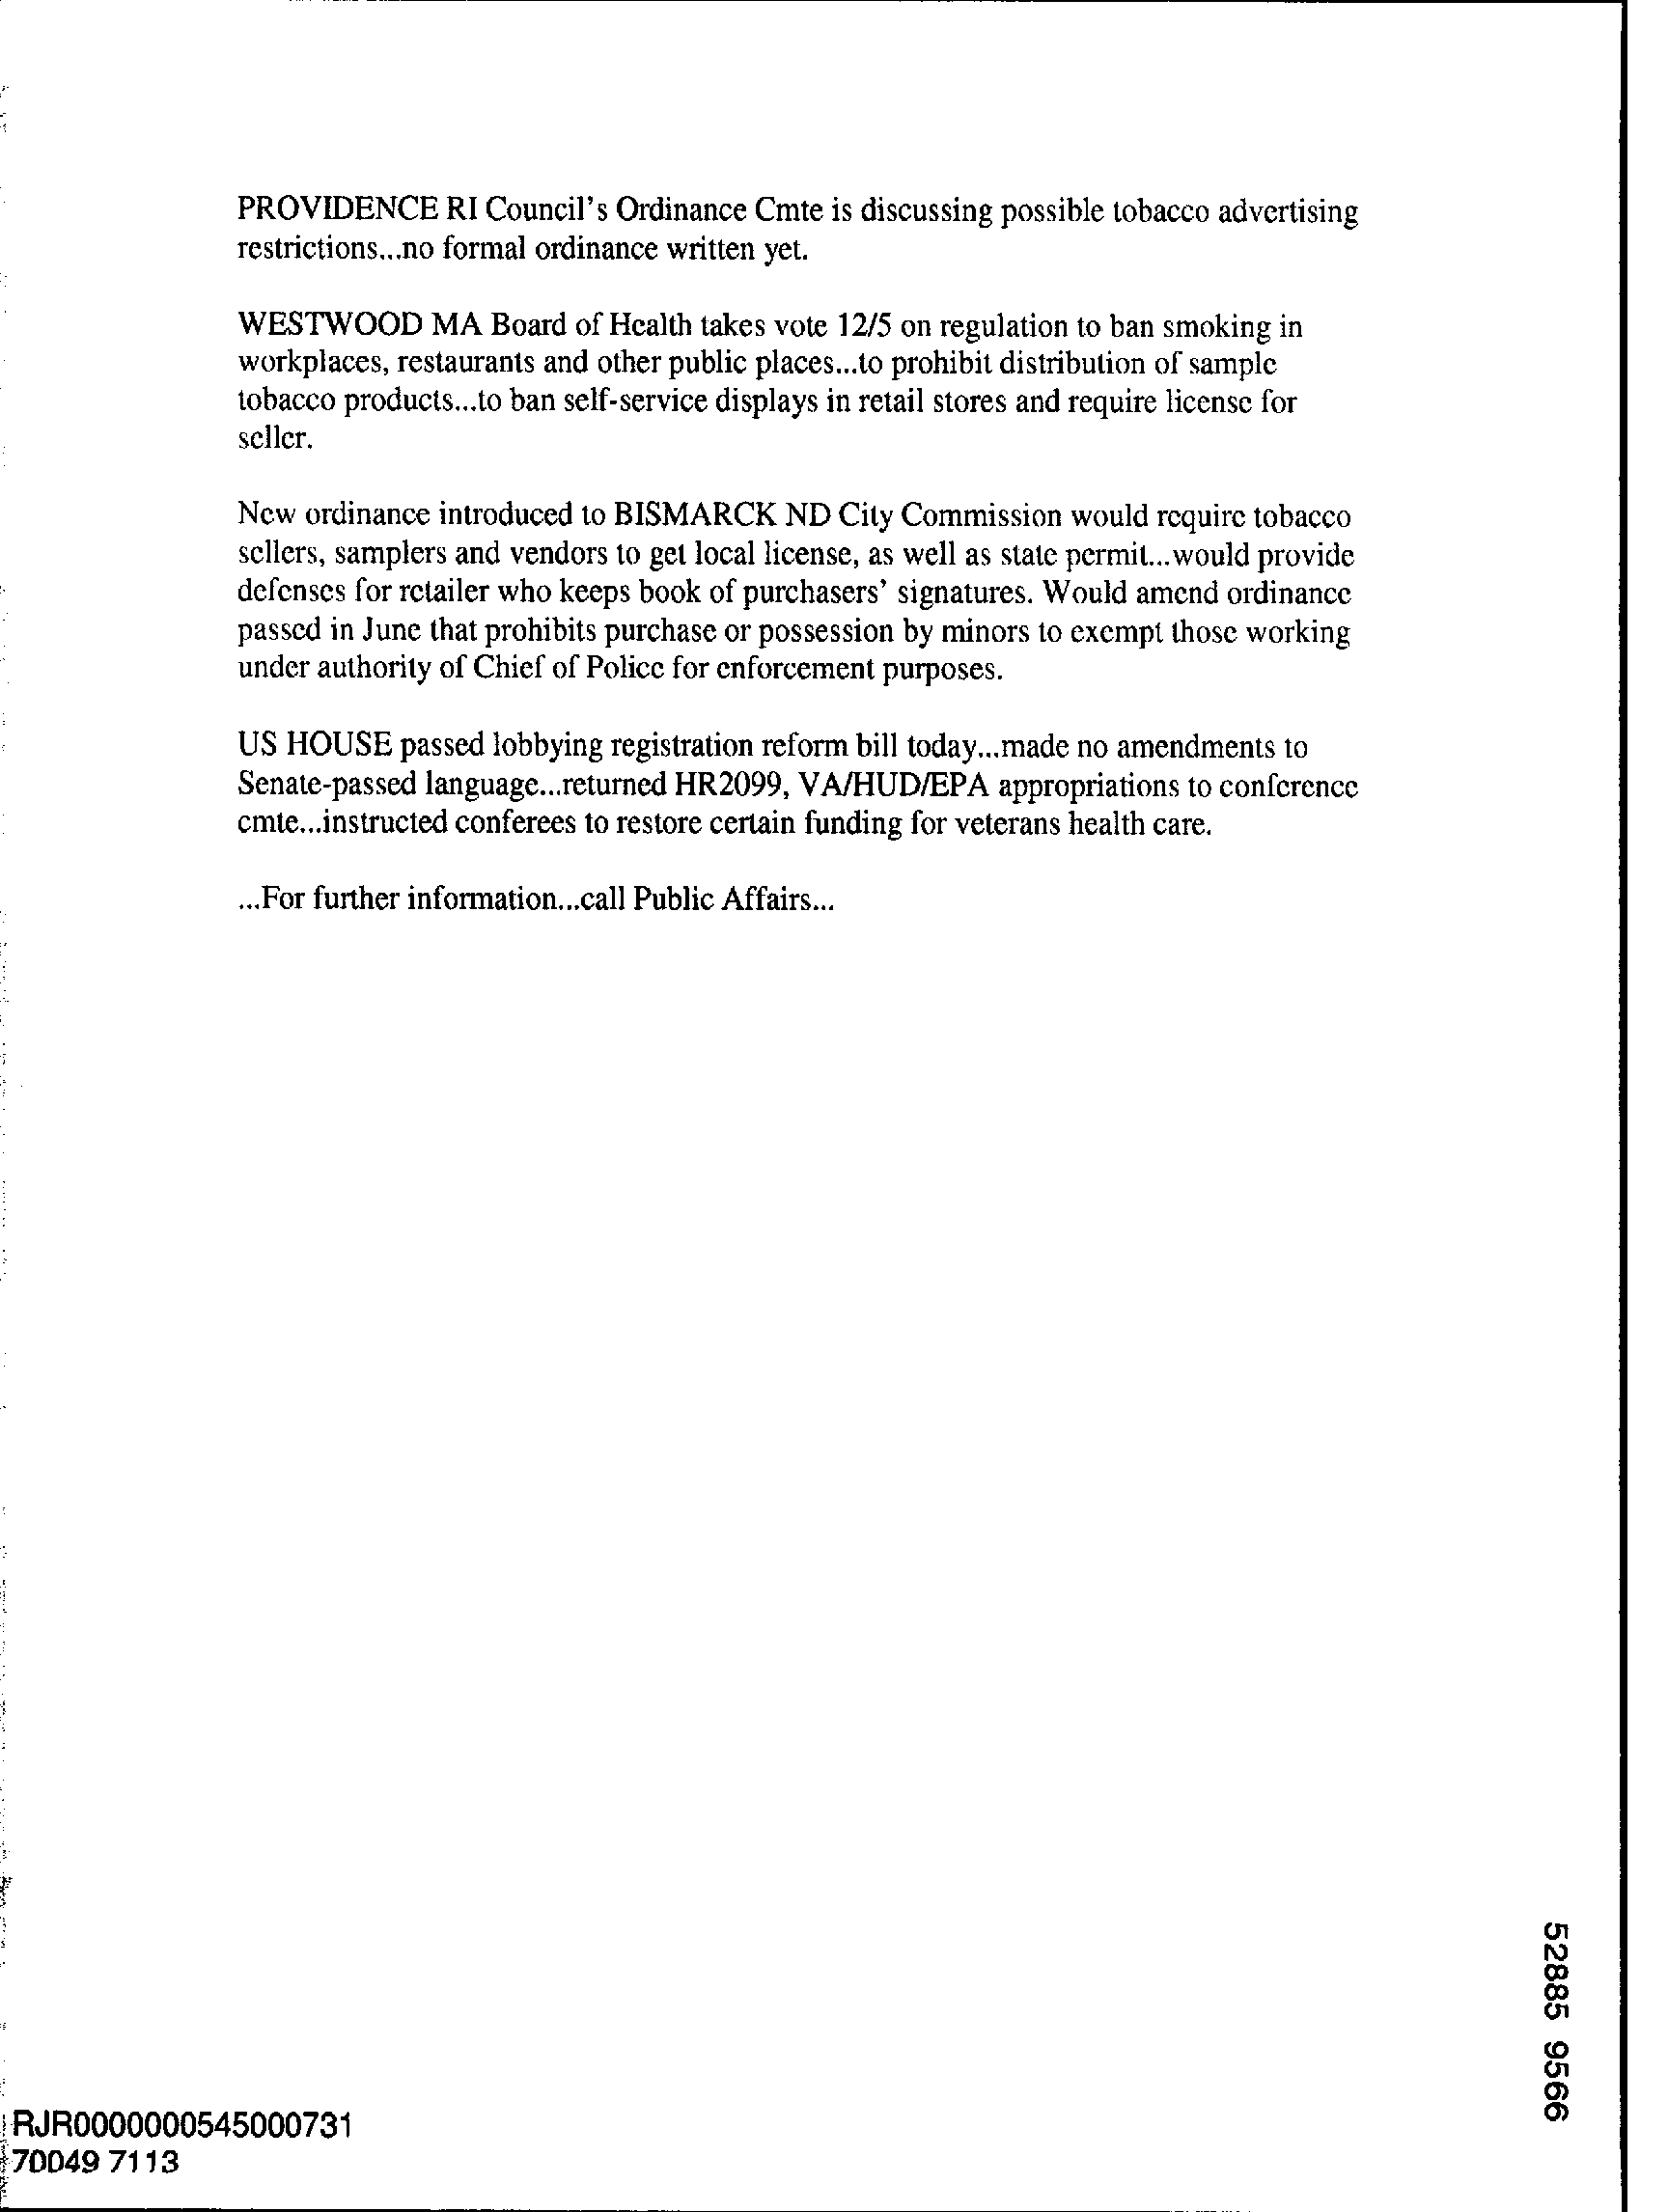 PROVIDENCE RI Council's Ordinance Cmte is discussing possible tobacco advertising
restrictions...no formal ordinance written yet.
WESTWOOD MA Board of Health takes vote 12/5 on regulation to ban smoking in
workplaces, restaurants and other public places...to prohibit distribution of sample
tobacco products...to ban self-service displays in retail stores and require license for
seller.
New ordinance introduced to BISMARCK ND City Commission would require tobacco
sellers, samplers and vendors to get local license, as well as state permit...would provide
defenses for retailer who keeps book of purchasers' signatures. Would amend ordinance
passed in June that prohibits purchase or possession by minors to exempt those working
under authority of Chief of Police for enforcement purposes.
US HOUSE passed lobbying registration reform bill today...made no amendments to
Senate-passed language...returned HR2099, VA/HUD/EPA appropriations to conference
cmte...instructed conferees to restore certain funding for veterans health care.
...For further information...call Public Affairs...
52885 9566
RJR0000000545000731
70049 7113